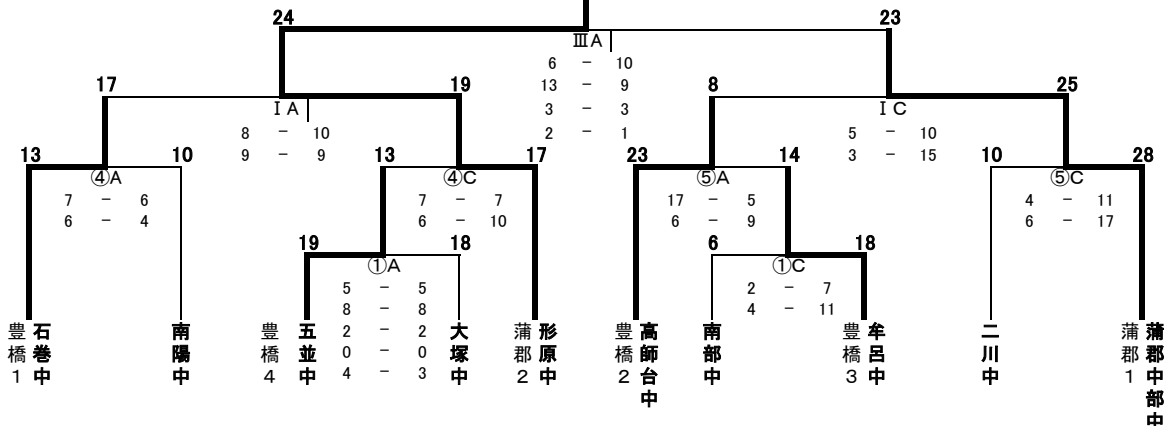 24 23
ⅢA
6 － 10
13 － 9
3 － 3
2 － 1
17 19 8 25
ⅠA ⅠC
8 － 10 5 － 10
9 － 9 3 － 15
13 10 13 17 23 14 10 28
④A ④C ⑤A ⑤C
7 － 6 7 － 7 17 － 5 4 － 11
6 － 4 6 － 10 6 － 9 6 － 17
19 18 6 18
①A ①C
5 － 5 2 － 7
8 － 8 4 － 11
2 － 2
0 － 0
4 － 3
豊橋1 石巻中
南陽中
豊橋4 五並中
大塚中
蒲郡2 形原中
豊橋2 高師台中
南部中
豊橋3 牟呂中
二川中
蒲郡1 蒲郡中部中